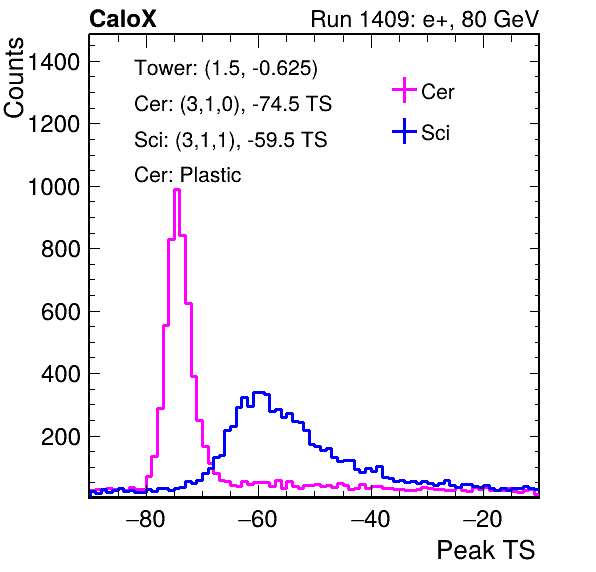 CaloX Run 1409: e+, 80 GeV
Counts
Tower: (1.5, -0.625)
Cer: (3,1,0), -74.5 TS
Sci: (3,1,1), -59.5 TS
Cer: Plastic
Cer
Sci
1400
1200
1000
800
600
400
200
−80 −60 −40 −20
Peak TS